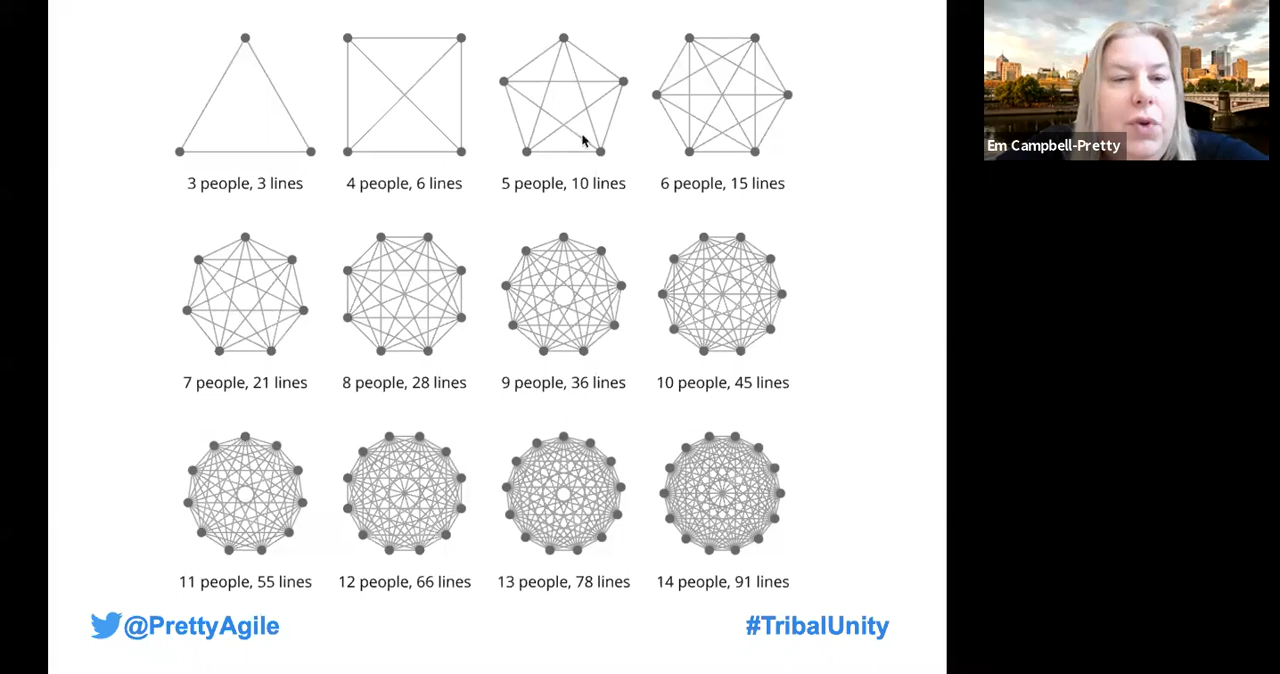 Em Campbell-Pretty
3 people, 3 lines
4 people, 6 lines
5 people, 10 lines
6 people, 15 lines
7 people, 21 lines
8 people, 28 lines
9 people, 36 lines
10 people, 45 lines
11 people, 55 lines
12 people, 66 lines
13 people, 78 lines
14 people, 91 lines
@PrettyAgile
#TribalUnity